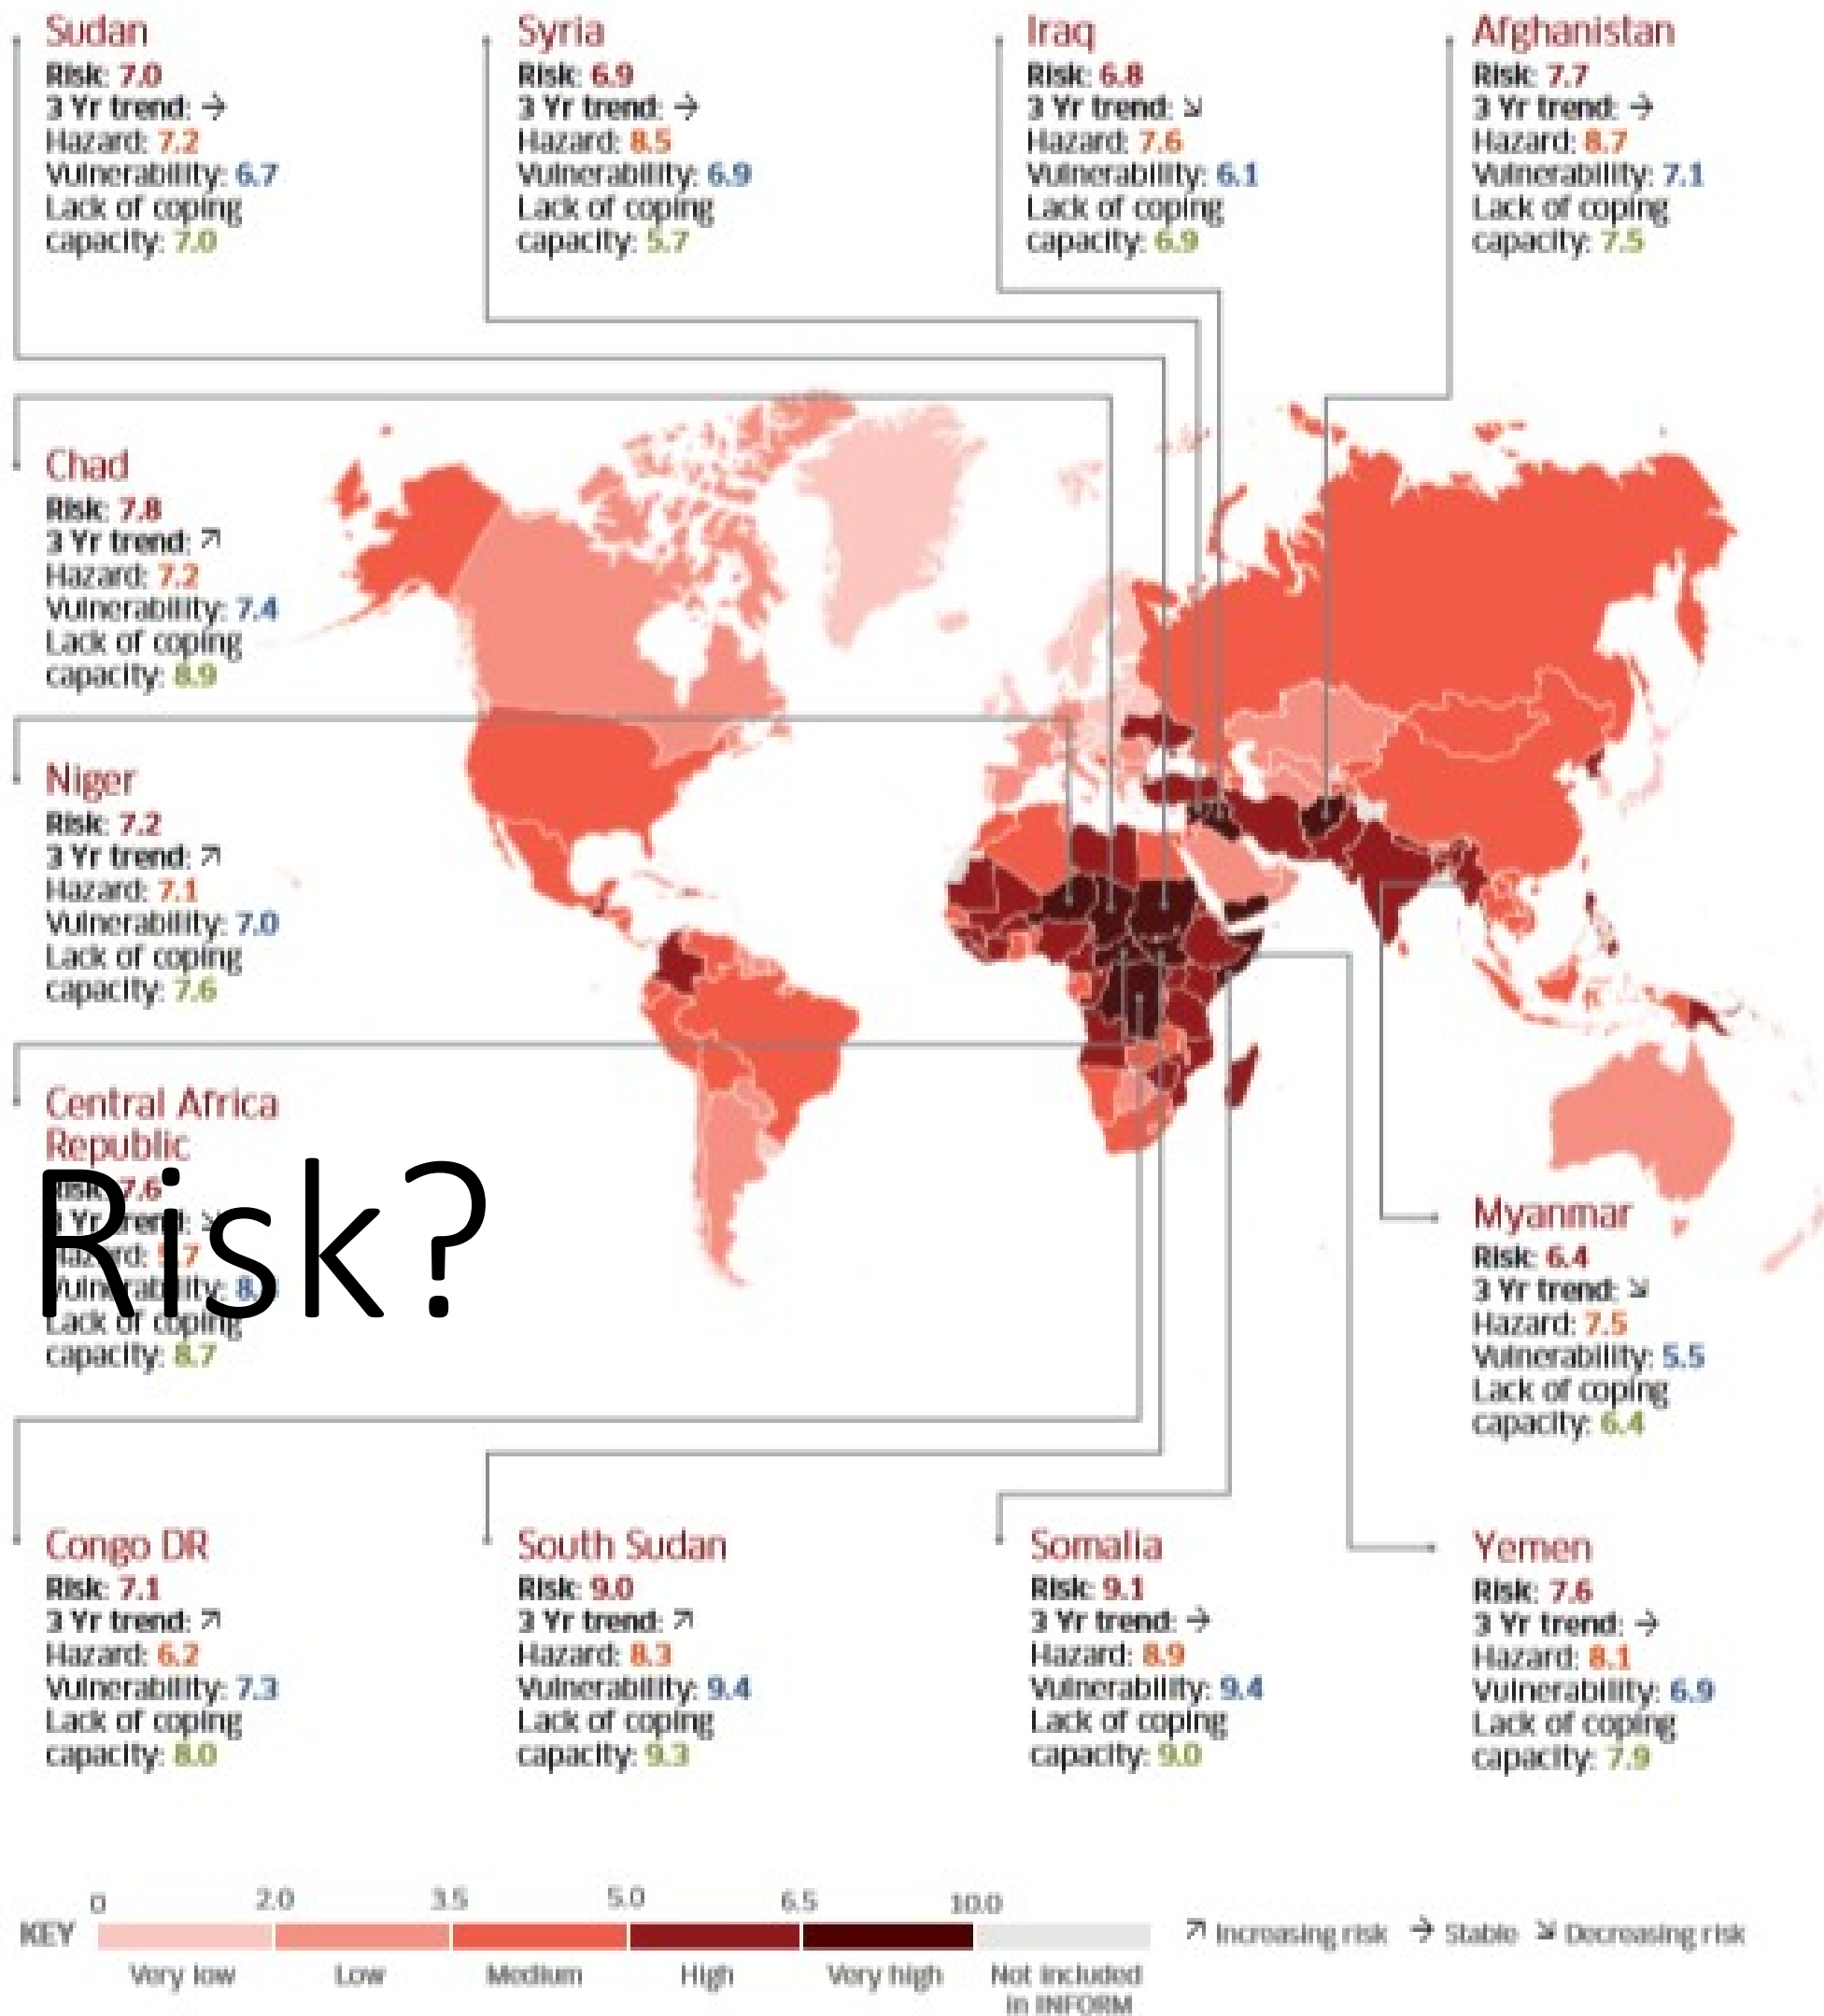 Sudan
Risk: 7.0
3 Yr trend: →
Hazard: 7.2
Vulnerability: 6.7
Lack of coping
capacity: 7.0
Syria
Risk: 6.9
3 Yr trend: →
Hazard: 8.5
Vulnerability: 6.9
Lack of coping
capacity: 5.7
Iraq
Risk: 6.8
3 Yr trend: ↘
Hazard: 7.6
Vulnerability: 6.1
Lack of coping
capacity: 6.9
Afghanistan
Risk: 7.7
3 Yr trend: →
Hazard: 8.7
Vulnerability: 7.1
Lack of coping
capacity: 7.5
Chad
Risk: 7.8
3 Yr trend: ↗
Hazard: 7.2
Vulnerability: 7.4
Lack of coping
capacity: 8.9
Niger
Risk: 7.2
3 Yr trend: ↗
Hazard: 7.1
Vulnerability: 7.0
Lack of coping
capacity: 7.6
Central Africa
Republic
Risk: 7.6
3 Yr trend: ↘
Hazard:
Vulnerability:
Lack of coping
capacity: 8.7
Risk?
Myanmar
Risk: 6.4
3 Yr trend: ↘
Hazard: 7.5
Vulnerability: 5.5
Lack of coping
capacity: 6.4
Congo DR
Risk: 7.1
3 Yr trend: ↗
Hazard: 6.2
Vulnerability: 7.3
Lack of coping
capacity: 8.0
South Sudan
Risk: 9.0
3 Yr trend: ↗
Hazard: 8.3
Vulnerability: 9.4
Lack of coping
capacity: 9.3
Somalia
Risk: 9.1
3 Yr trend: →
Hazard: 8.9
Vulnerability: 9.4
Lack of coping
capacity: 9.0
Yemen
Risk: 7.6
3 Yr trend: →
Hazard: 8.1
Vulnerability: 6.9
Lack of coping
capacity: 7.9
0 2.0 3.5 5.0 6.5 10.0
KEY
Very low Low Medium High Very high Not included
in INFORM
↗ Increasing risk → Stable ↘ Decreasing risk